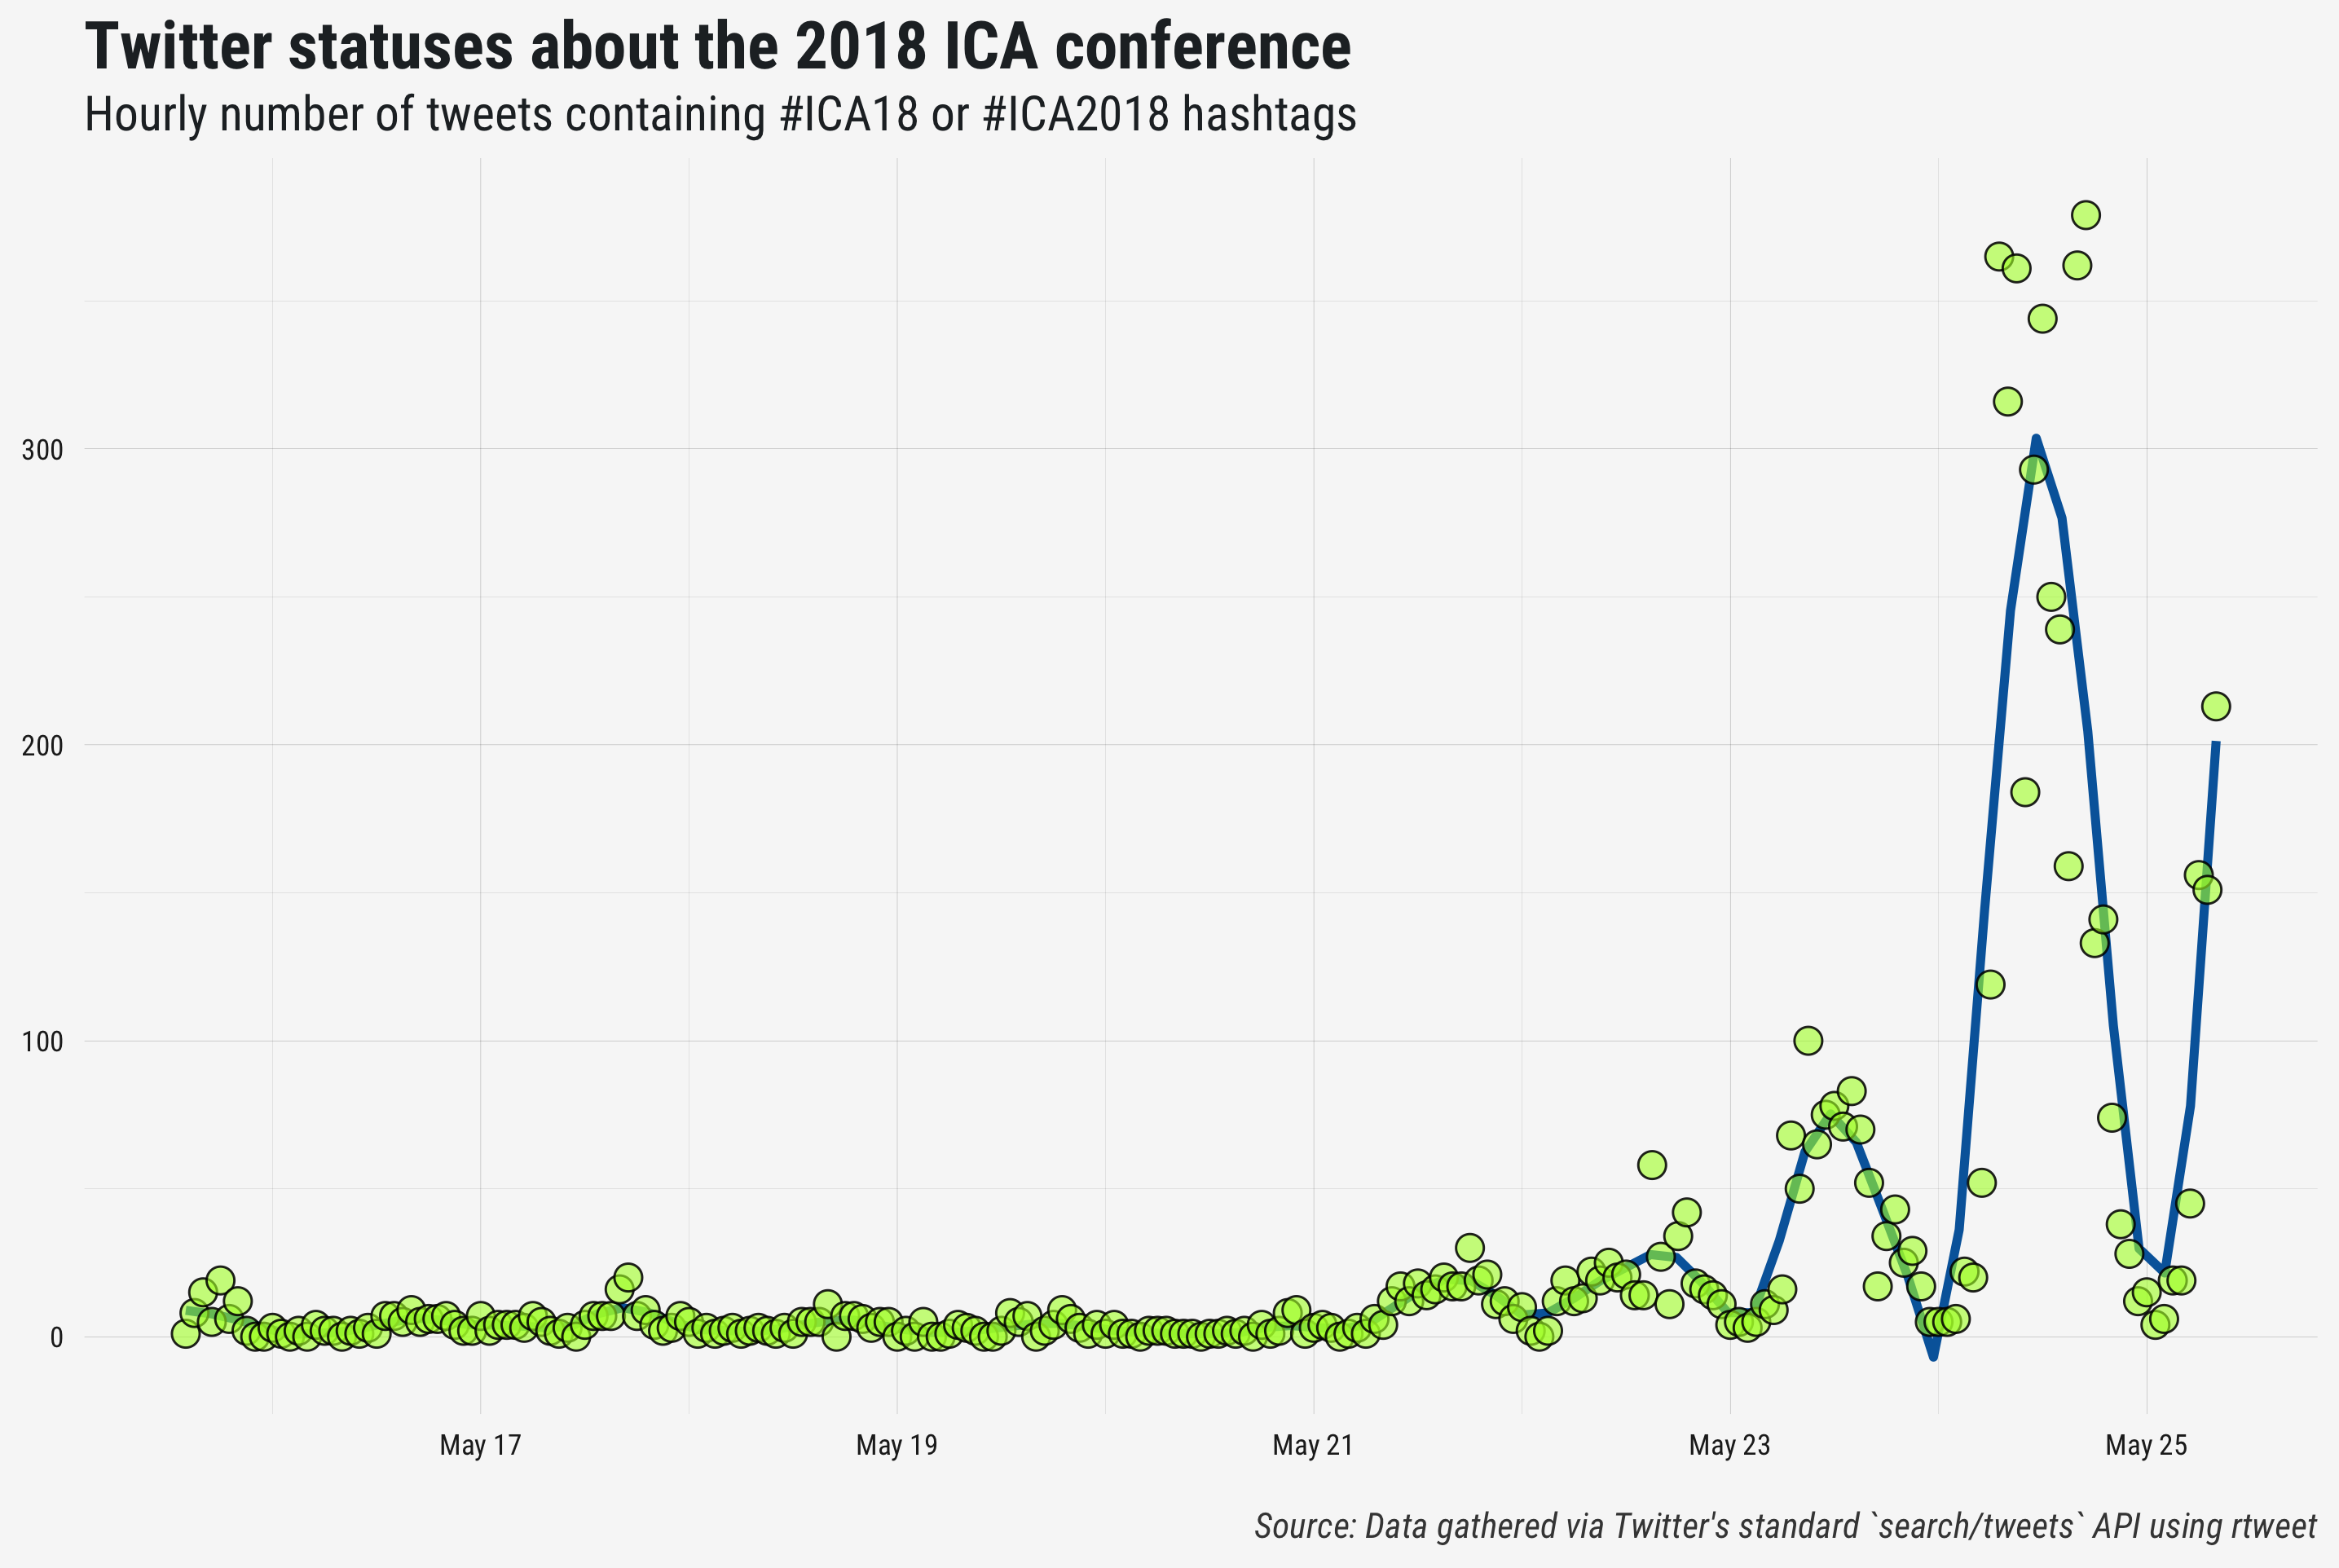 Twitter statuses about the 2018 ICA conference
Hourly number of tweets containing #ICA18 or #ICA2018 hashtags
300
200
100
0
May 17
May 19
May 21
May 23
May 25
Source: Data gathered via Twitter's standard `search/tweets` API using rtweet